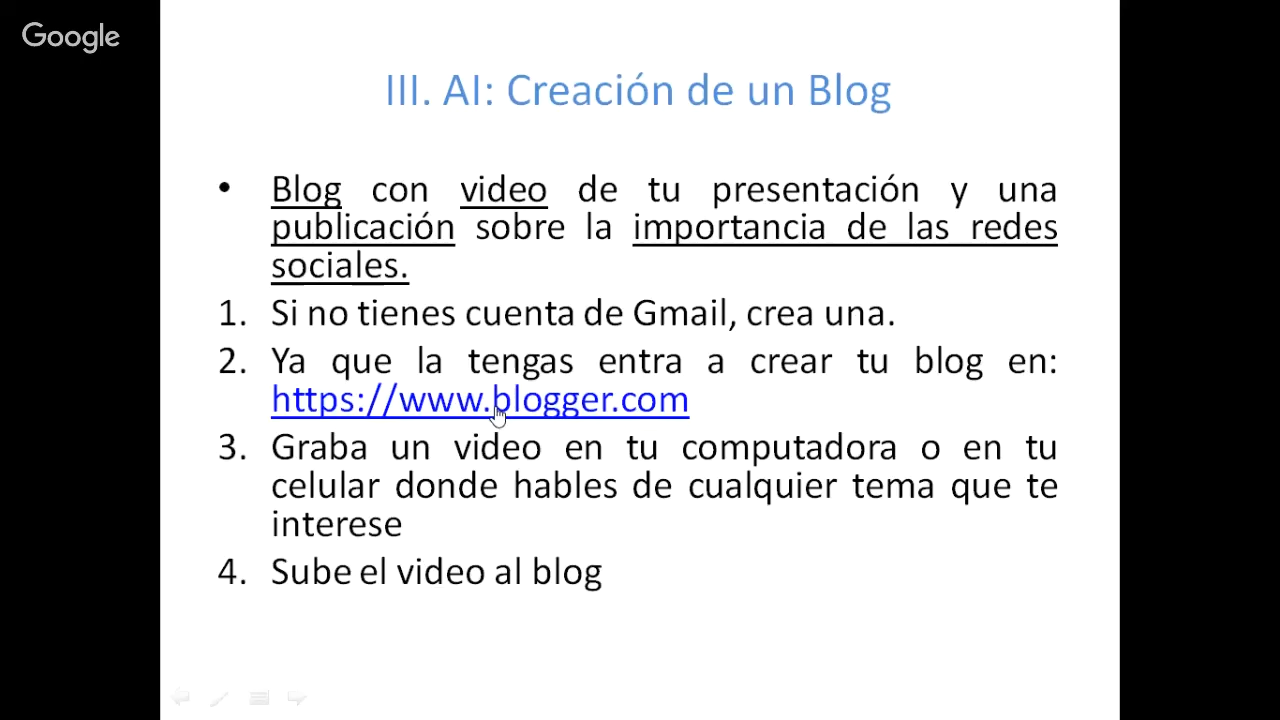 Google
III. AI: Creación de un Blog
• Blog con video de tu presentación y una
publicación sobre la importancia de las redes
sociales.
1. Si no tienes cuenta de Gmail, crea una.
2. Ya que la tengas entra a crear tu blog en:
https://www.blogger.com
3. Graba un video en tu computadora o en tu
celular donde hables de cualquier tema que te
interese
4. Sube el video al blog